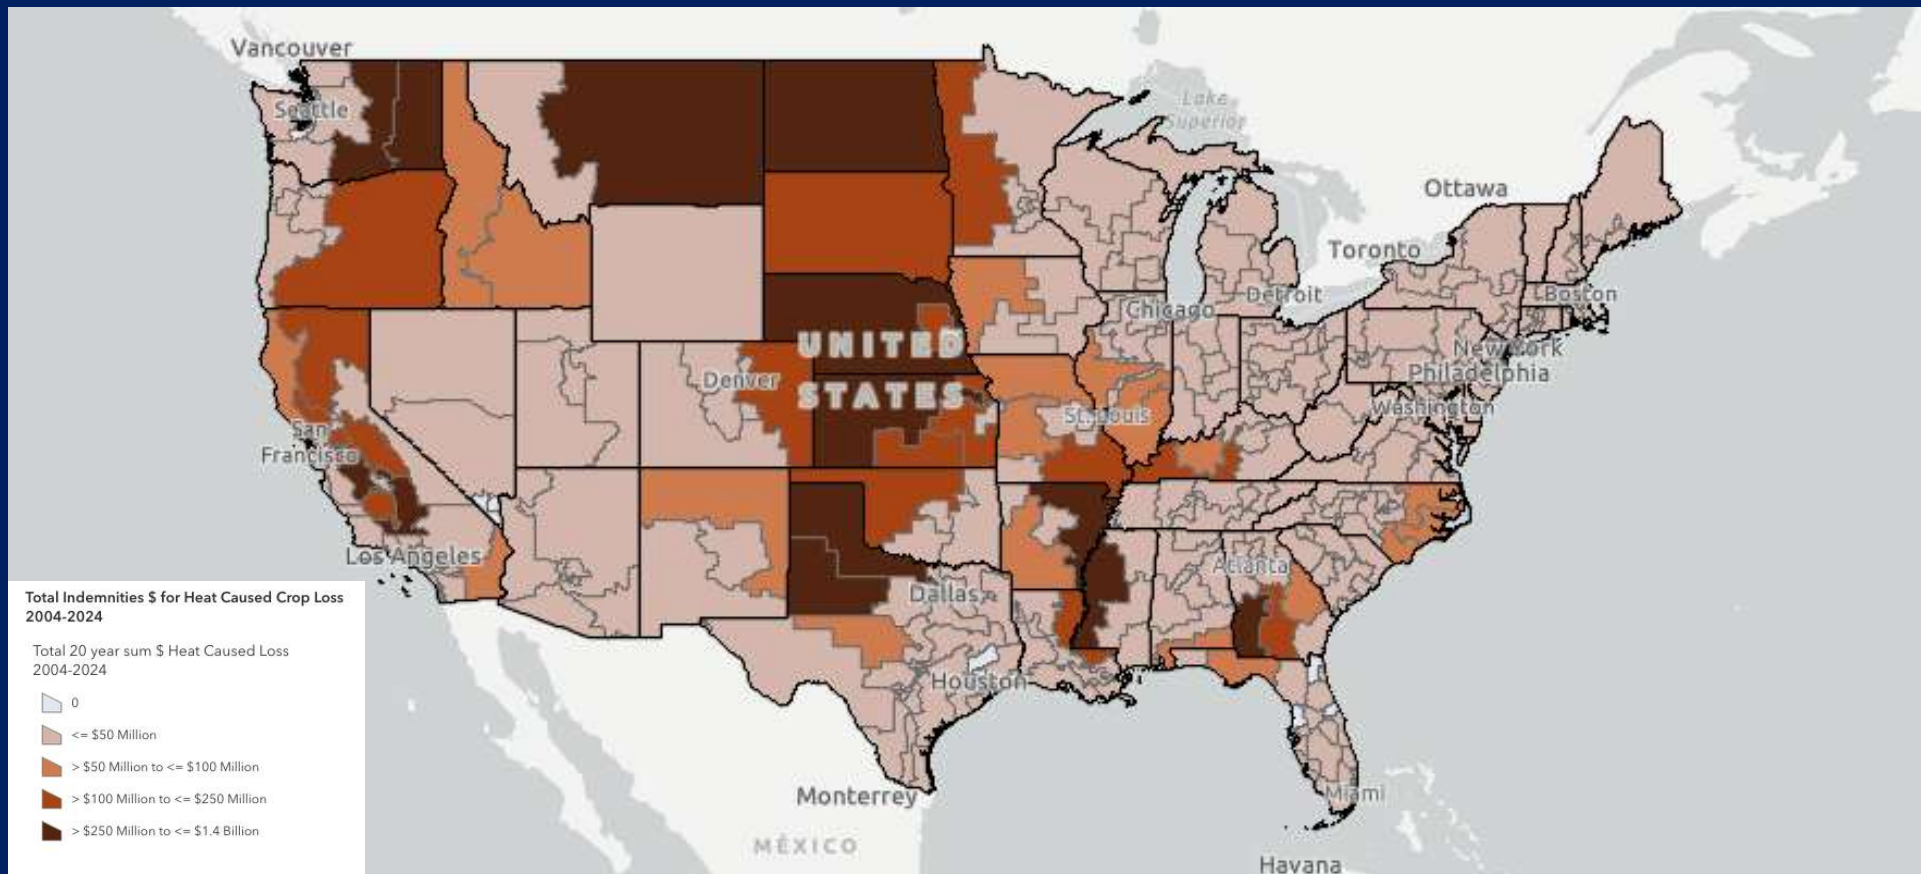 Vancouver
Seattle
Lake
Superior
Ottawa
Toronto
Boston
Detroit
Chicago
New York
Philadelphia
UNITED
STATES
Denver
Washington
St. Louis
San
Francisco
Los Angeles
Atlanta
Dallas
Houston
Monterrey
Miami
MÉXICO
Havana
Total Indemnities $ for Heat Caused Crop Loss
2004-2024
Total 20 year sum $ Heat Caused Loss
2004-2024
0
<= $50 Million
> $50 Million to <= $100 Million
> $100 Million to <= $250 Million
> $250 Million to <= $1.4 Billion